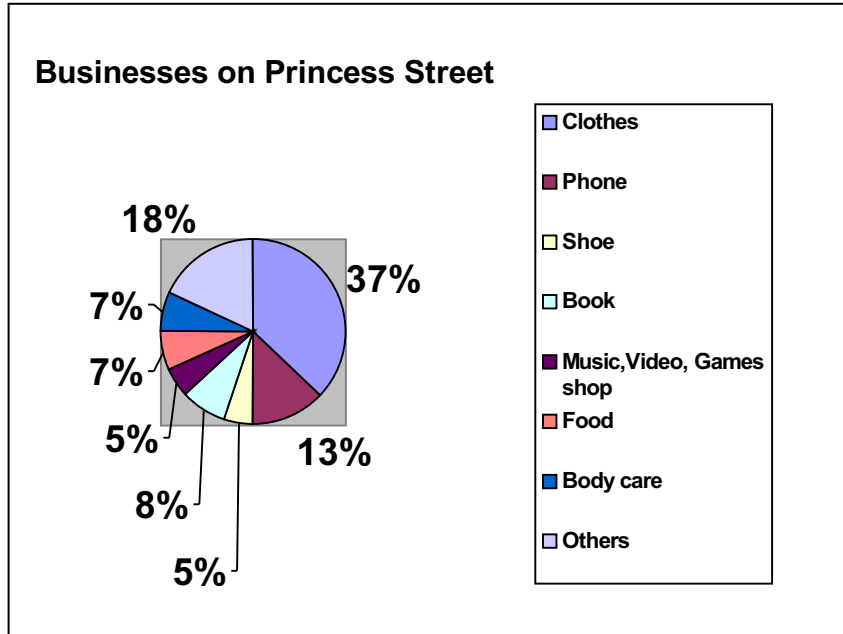 Businesses on Princess Street
18%
37%
7%
7%
5%
8%
5%
13%
Clothes
Phone
Shoe
Book
Music,Video, Games
shop
Food
Body care
Others